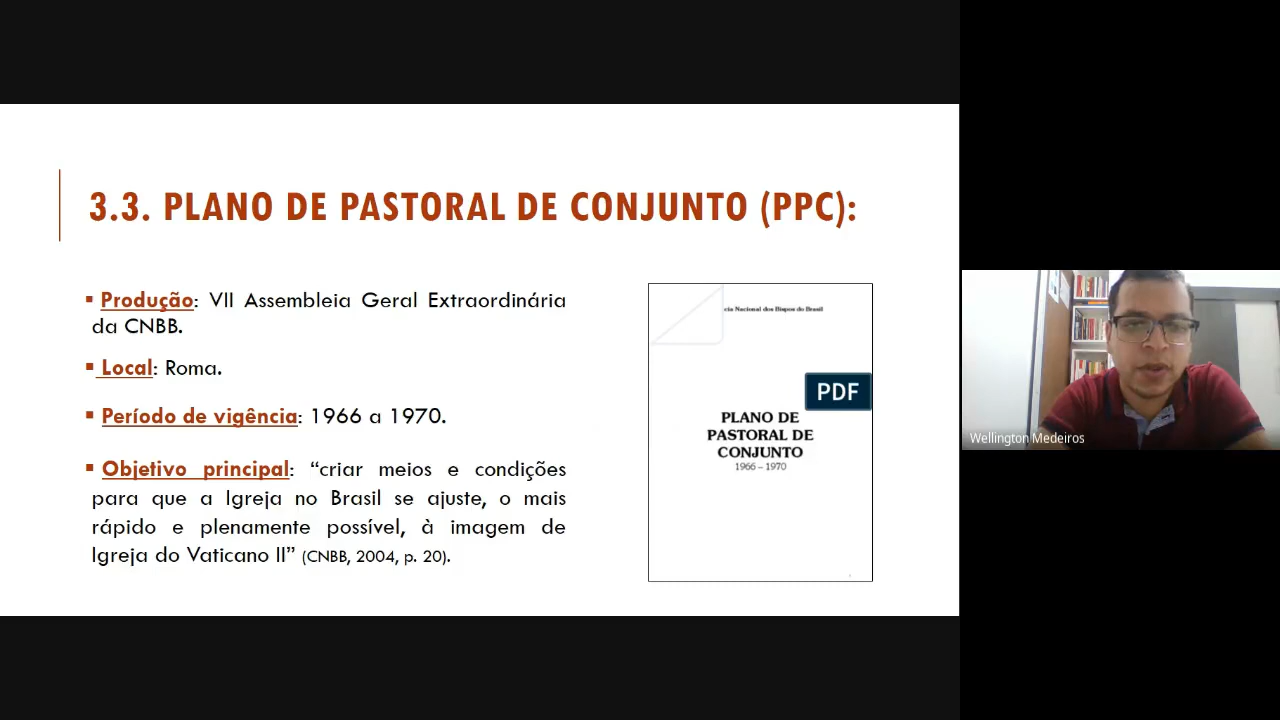 3.3. PLANO DE PASTORAL DE CONJUNTO (PPC):
▪ Produção: VII Assembleia Geral Extraordinária
da CNBB.
▪ Local: Roma.
▪ Período de vigência: 1966 a 1970.
▪ Objetivo principal: “criar meios e condições
para que a Igreja no Brasil se ajuste, o mais
rápido e plenamente possível, à imagem de
Igreja do Vaticano II” (CNBB, 2004, p. 20).
cia Nacional dos Bispos do Brasil
PDF
PLANO DE
PASTORAL DE
CONJUNTO
1966 – 1970
Wellington Medeiros